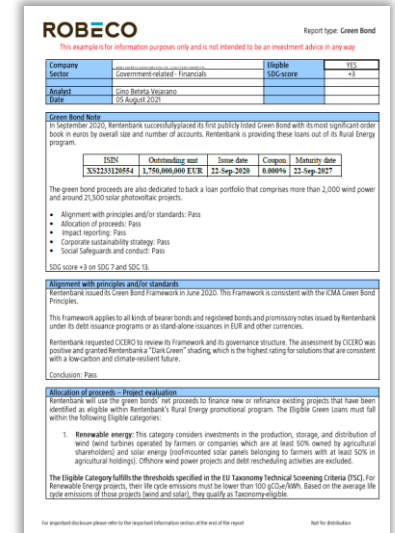 ROBECO
Report type: Green Bond
This example is for information purposes only and is not intended to be an investment advice in any way
Company
Eligible YES
Sector Government-related - Financials SDG-score +3
Analyst Gino Beteta Vejarano
Date 05 August 2021
Green Bond Note
In September 2020, Rentenbank successfully placed its first publicly listed Green Bond with its most significant order
book in euros by overall size and number of accounts. Rentenbank is providing these loans out of its Rural Energy
program.
ISIN Outstanding amt Issue date Coupon Maturity date
XS2233120554 1,750,000,000 EUR 22-Sep-2020 0.000% 22-Sep-2027
The green bond proceeds are also dedicated to back a loan portfolio that comprises more than 2,000 wind power
and around 21,500 solar photovoltaic projects.
• Alignment with principles and/or standards: Pass
• Allocation of proceeds: Pass
• Impact reporting: Pass
• Corporate sustainability strategy: Pass
• Social Safeguards and conduct: Pass
SDG score +3 on SDG 7 and SDG 13.
Alignment with principles and/or standards
Rentenbank issued its Green Bond Framework in June 2020. This Framework is consistent with the ICMA Green Bond
Principles.
This Framework applies to all kinds of bearer bonds and registered bonds and promissory notes issued by Rentenbank
under its debt issuance programs or as stand-alone issuances in EUR and other currencies.
Rentenbank requested CICERO to review its Framework and its governance structure. The assessment by CICERO was
positive and granted Rentenbank a "Dark Green" shading, which is the highest rating for solutions that are consistent
with a low-carbon and climate-resilient future.
Conclusion: Pass
Allocation of proceeds – Project evaluation
Rentenbank will use the green bonds' net proceeds to finance new or refinance existing projects that have been
identified as eligible within Rentenbank's Rural Energy promotional program. The Eligible Green Loans must fall
within the following Eligible categories:
1. Renewable energy: This category considers investments in the production, storage, and distribution of
wind (wind turbines operated by farmers or companies which are at least 50% owned by agricultural
shareholders) and solar energy (roof-mounted solar panels belonging to farmers with at least 50% in
agricultural holdings). Offshore wind power projects and debt rescheduling activities are excluded.
The Eligible Category fulfills the thresholds specified in the EU Taxonomy Technical Screening Criteria (TSC). For
Renewable Energy projects, their life cycle emissions must be lower than 100 gCO₂e/kWh. Based on the average life
cycle emissions of those projects (wind and solar), they qualify as Taxonomy-eligible.
For important disclosure please refer to the important information section at the end of the report
Not for distribution